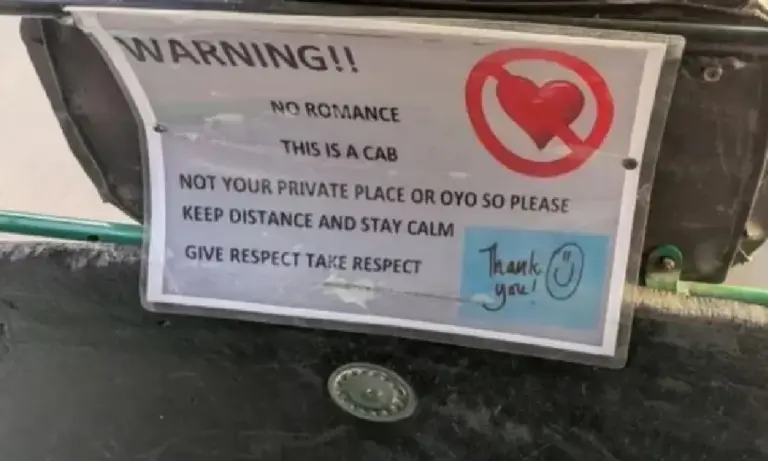 WARNING!!
NO ROMANCE
THIS IS A CAB
NOT YOUR PRIVATE PLACE OR OYO SO PLEASE
KEEP DISTANCE AND STAY CALM
GIVE RESPECT TAKE RESPECT
Thank
you!